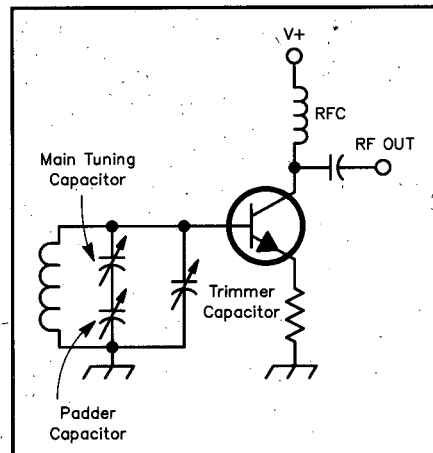 V+
RFC
RF OUT
Main Tuning
Capacitor
Trimmer
Capacitor
Padder
Capacitor